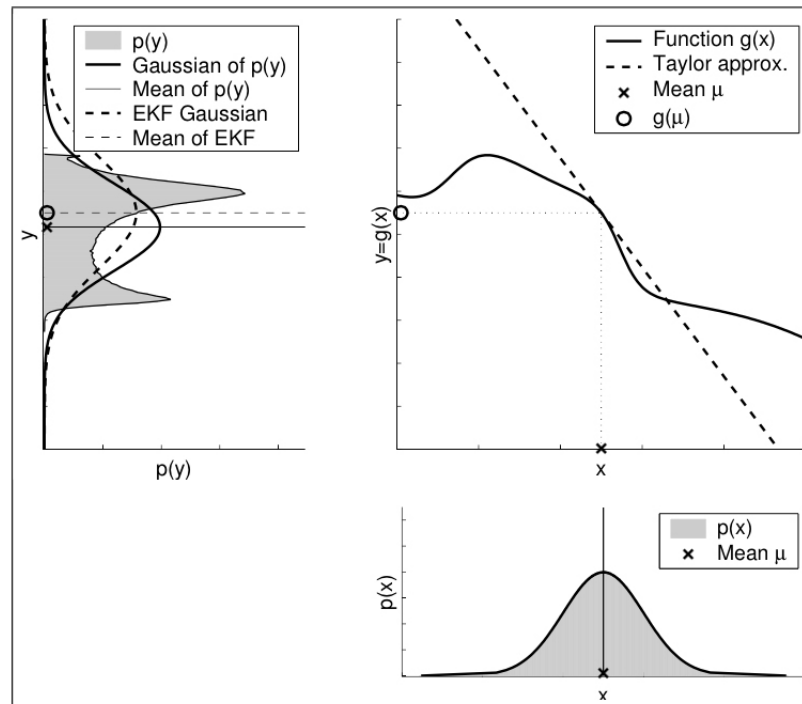 p(y)
Gaussian of p(y)
Mean of p(y)
EKF Gaussian
Mean of EKF
y
p(y)
Function g(x)
Taylor approx.
Mean μ
g(μ)
y=g(x)
x
p(x)
Mean μ
p(x)
x